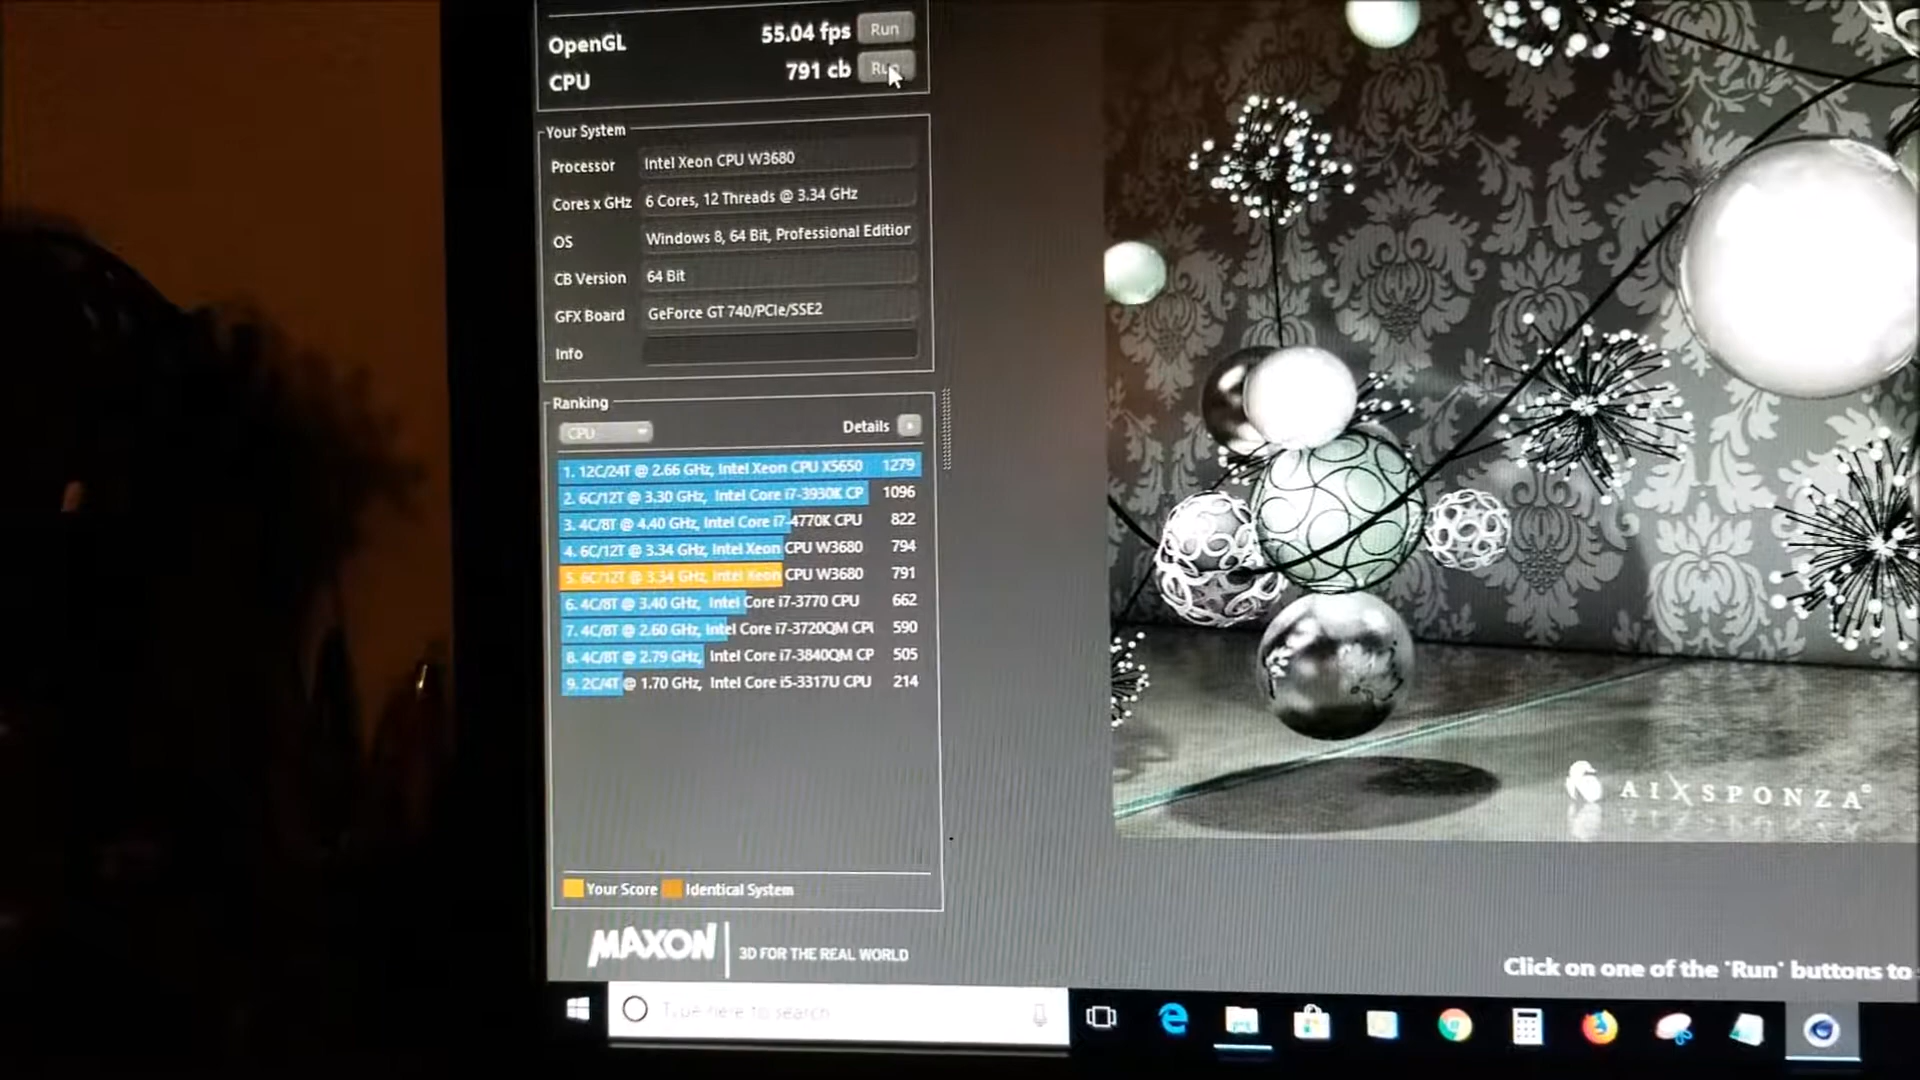 OpenGL 55.04 fps Run
CPU 791 cb Run
Your System
Processor Intel Xeon CPU W3680
Cores x GHz 6 Cores, 12 Threads @ 3.34 GHz
OS Windows 8, 64 Bit, Professional Edition
CB Version 64 Bit
GFX Board GeForce GT 740/PCIe/SSE2
Info
Ranking
CPU Details
1. 12C/24T @ 2.66 GHz, Intel Xeon CPU X5650 1279
2. 6C/12T @ 3.30 GHz, Intel Core i7-3930K CP 1096
3. 4C/8T @ 4.40 GHz, Intel Core i7-4770K CPU 822
4. 6C/12T @ 3.34 GHz, Intel Xeon CPU W3680 794
5. 6C/12T @ 3.34 GHz, Intel Xeon CPU W3680 791
6. 4C/8T @ 3.40 GHz, Intel Core i7-3770 CPU 662
7. 4C/8T @ 2.60 GHz, Intel Core i7-3720QM CPU 590
8. 4C/8T @ 2.79 GHz, Intel Core i7-3840QM CP 505
9. 2C/4T @ 1.70 GHz, Intel Core i5-3317U CPU 214
Your Score Identical System
MAXON 3D FOR THE REAL WORLD
AIXSPONZA©
Click on one of the 'Run' buttons to
Type here to search